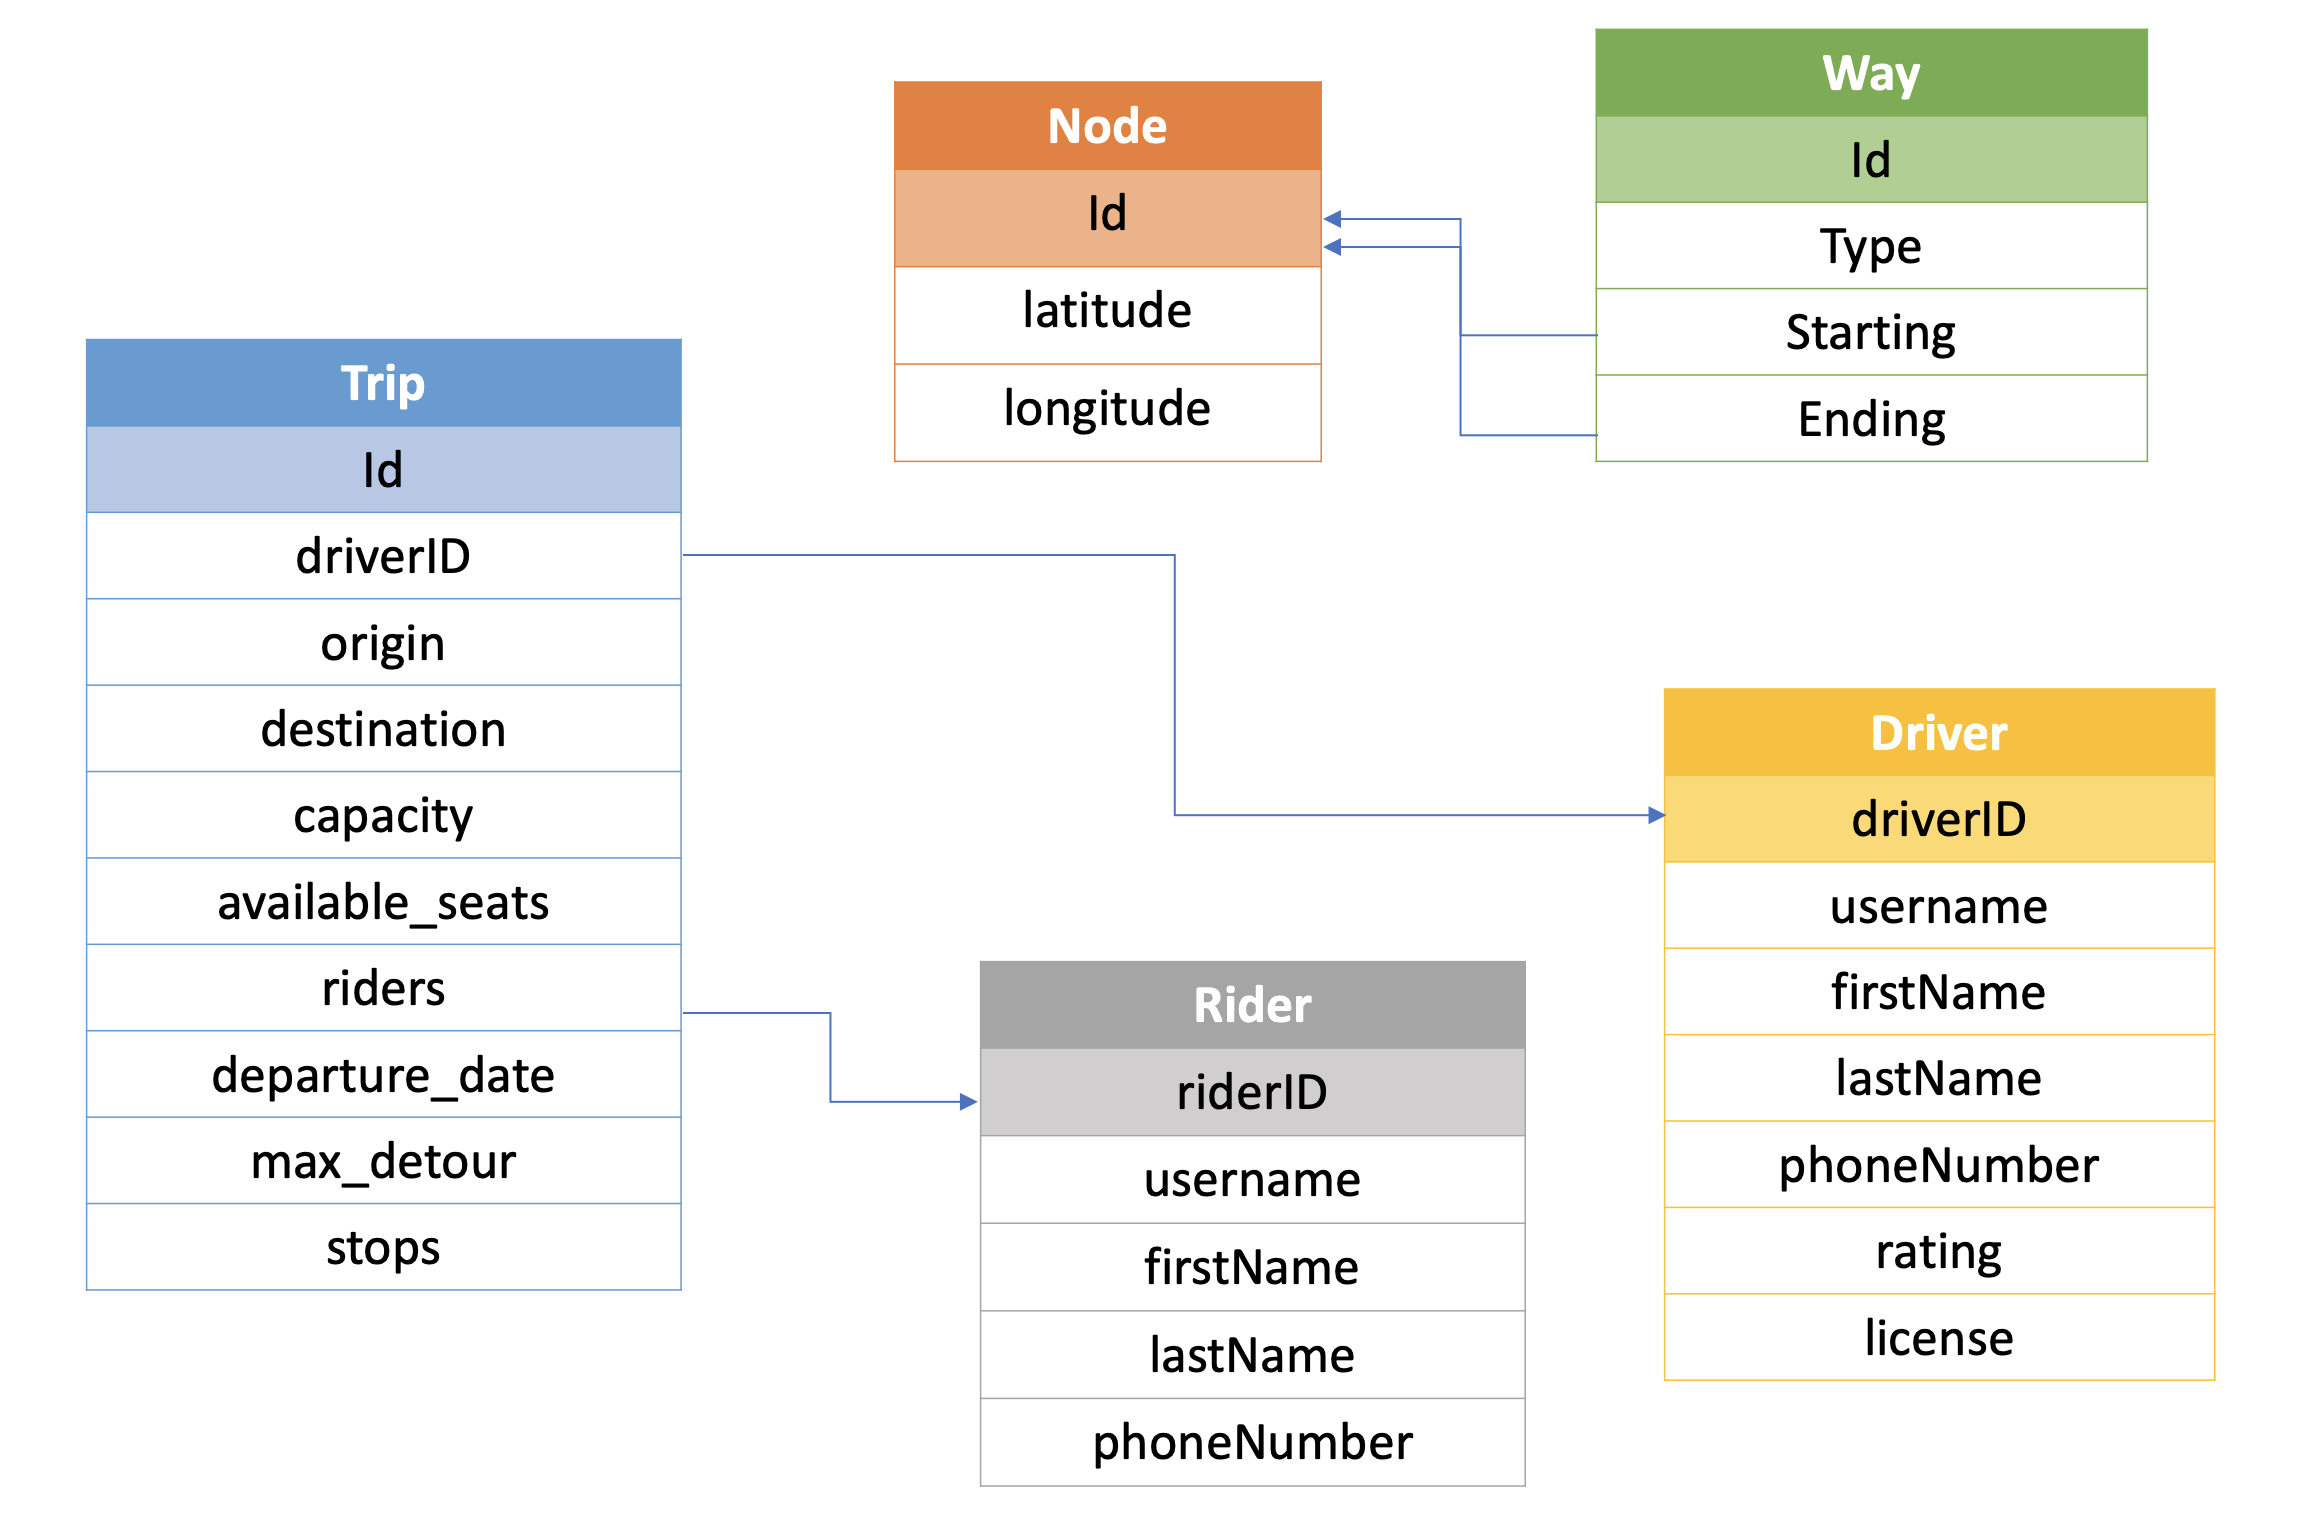 Trip
Id
driverID
origin
destination
capacity
available_seats
riders
departure_date
max_detour
stops
Node
Id
latitude
longitude
Way
Id
Type
Starting
Ending
Rider
riderID
username
firstName
lastName
phoneNumber
Driver
driverID
username
firstName
lastName
phoneNumber
rating
license